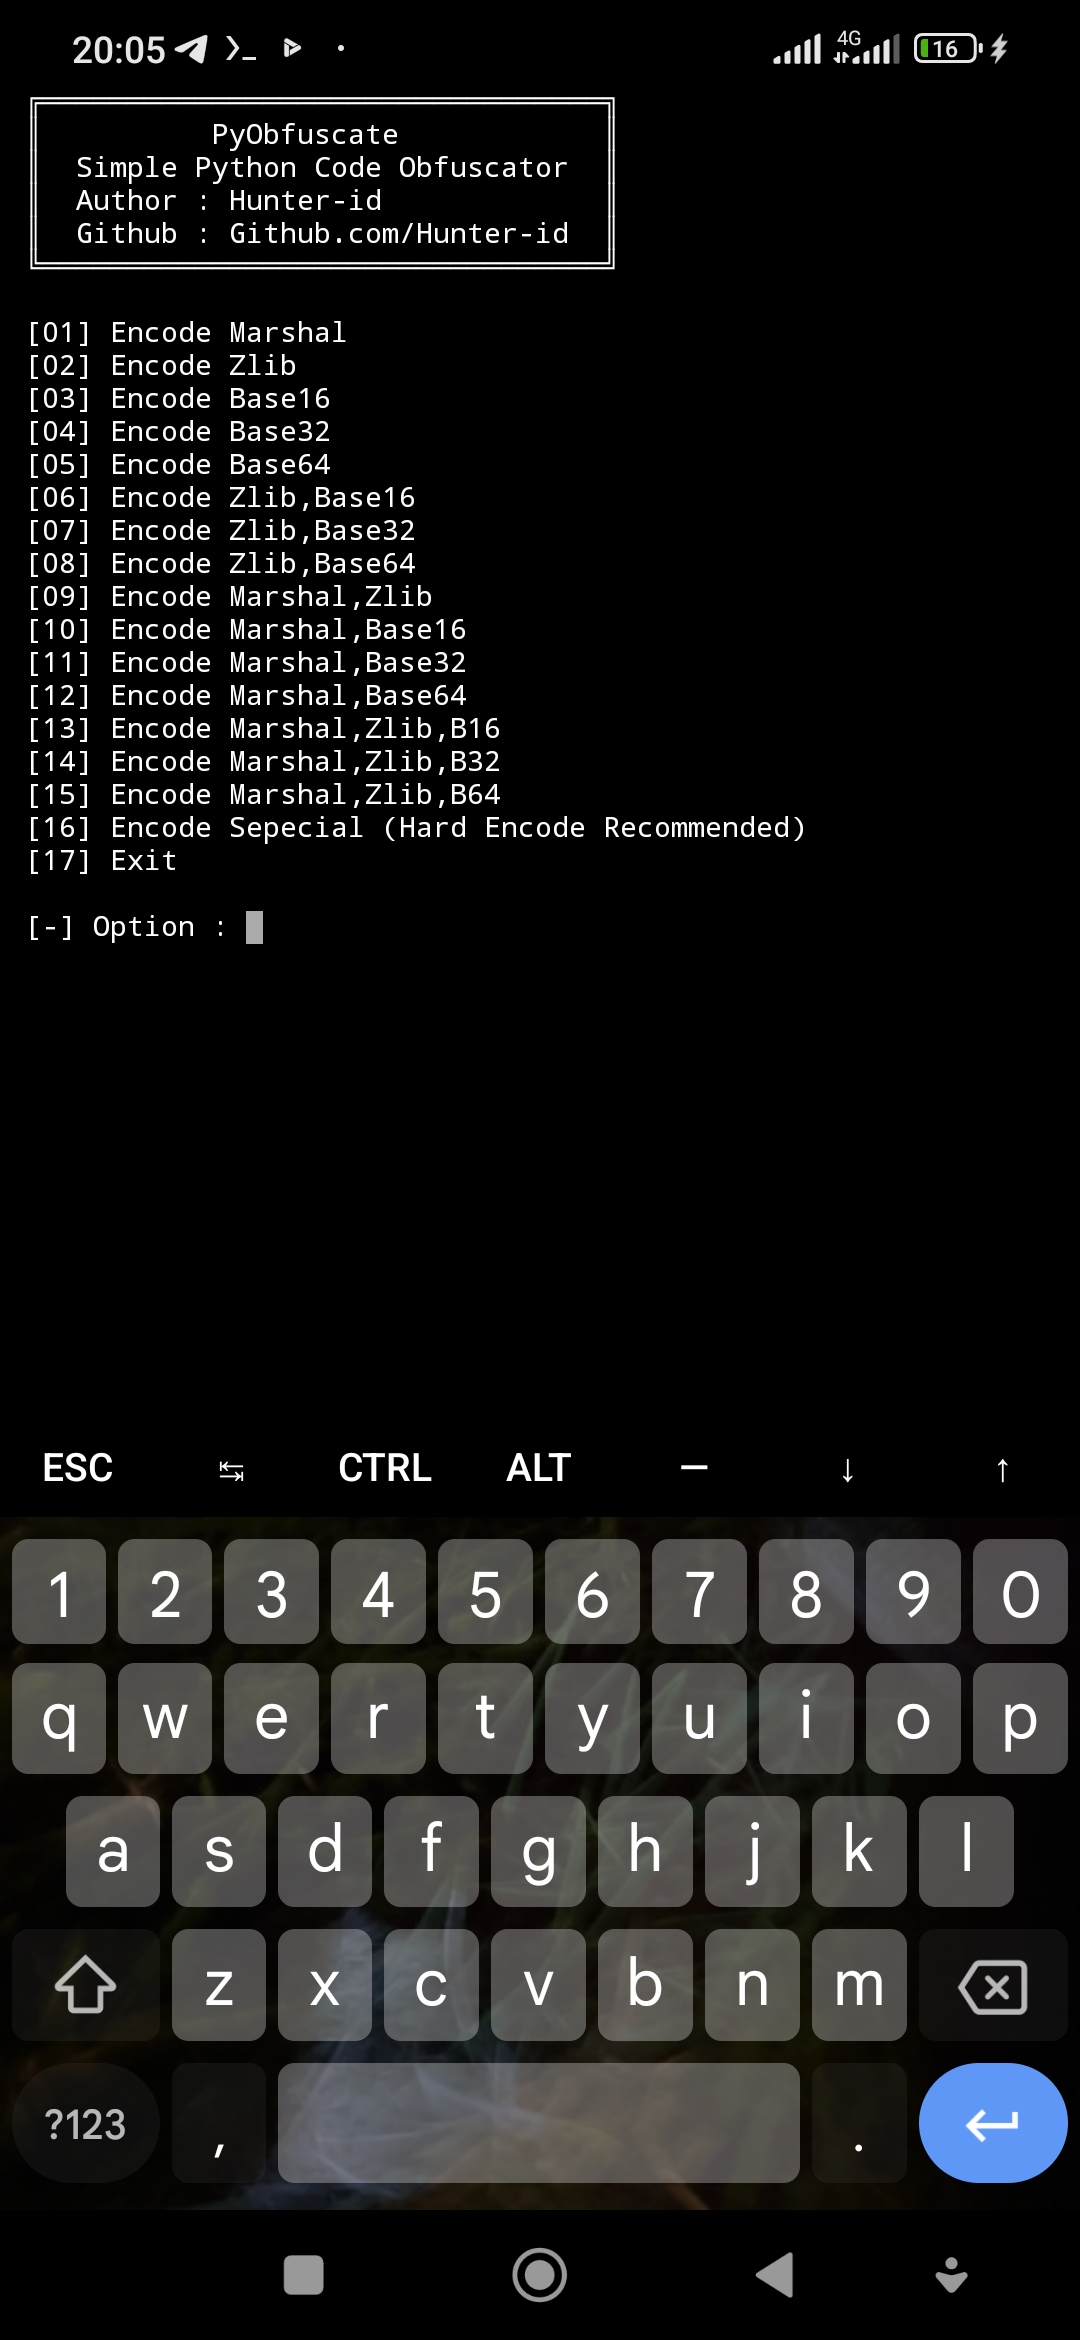 20:05 4G 16
PyObfuscate
Simple Python Code Obfuscator
Author : Hunter-id
Github : Github.com/Hunter-id
[01] Encode Marshal
[02] Encode Zlib
[03] Encode Base16
[04] Encode Base32
[05] Encode Base64
[06] Encode Zlib,Base16
[07] Encode Zlib,Base32
[08] Encode Zlib,Base64
[09] Encode Marshal,Zlib
[10] Encode Marshal,Base16
[11] Encode Marshal,Base32
[12] Encode Marshal,Base64
[13] Encode Marshal,Zlib,B16
[14] Encode Marshal,Zlib,B32
[15] Encode Marshal,Zlib,B64
[16] Encode Sepecial (Hard Encode Recommended)
[17] Exit
[-] Option :
ESC ↹ CTRL ALT — ↓ ↑
1 2 3 4 5 6 7 8 9 0
q w e r t y u i o p
a s d f g h j k l
z x c v b n m
?123 , .